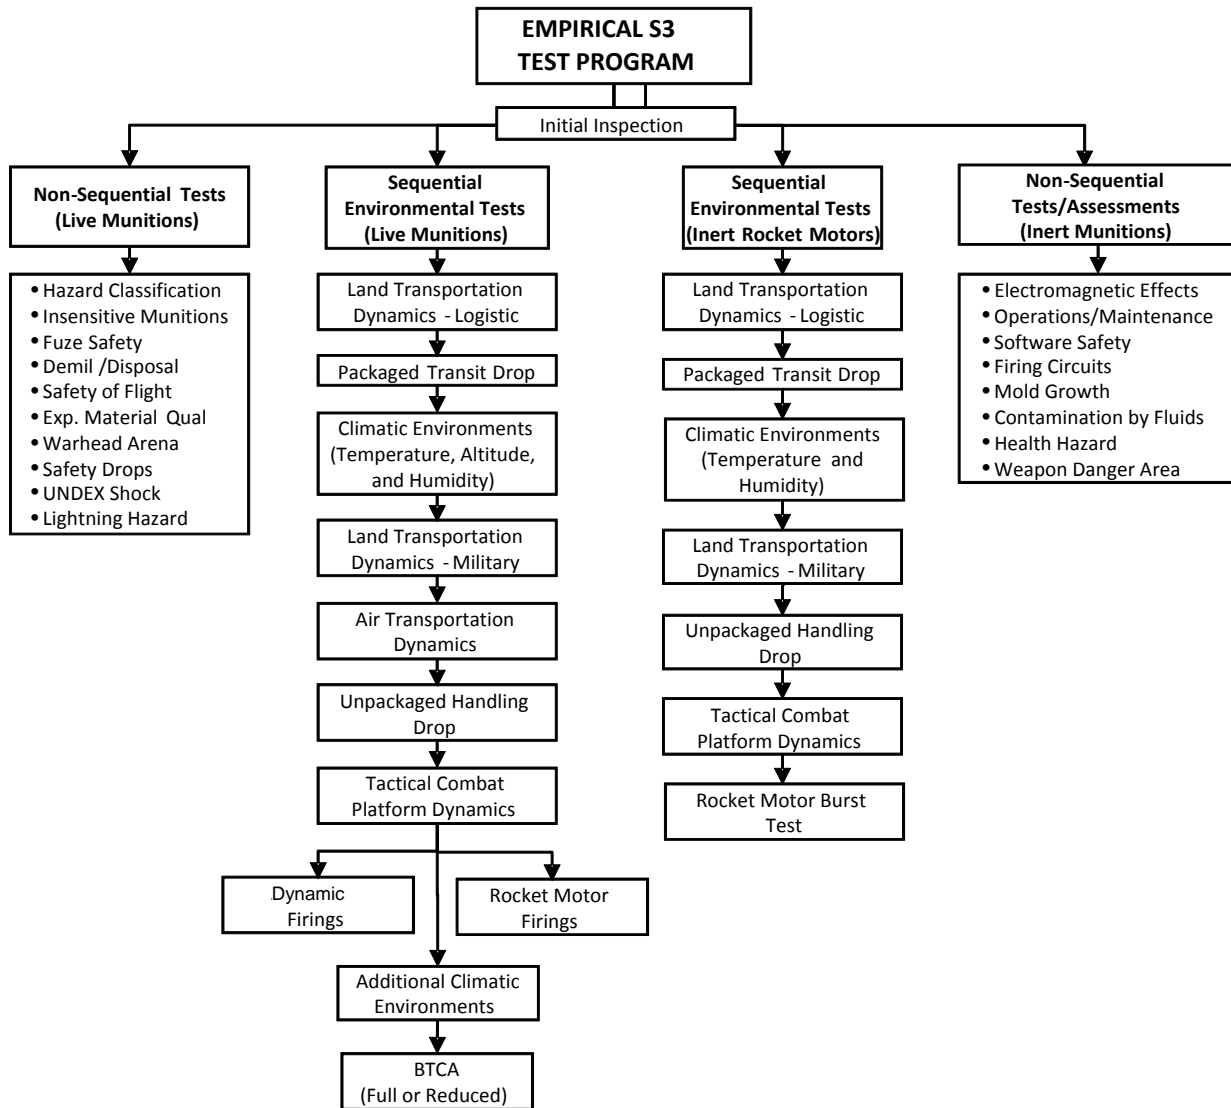 EMPIRICAL S3
TEST PROGRAM
Initial Inspection
Non-Sequential Tests
(Live Munitions)
• Hazard Classification
• Insensitive Munitions
• Fuze Safety
• Demil /Disposal
• Safety of Flight
• Exp. Material Qual
• Warhead Arena
• Safety Drops
• UNDEX Shock
• Lightning Hazard
Sequential
Environmental Tests
(Live Munitions)
Land Transportation
Dynamics - Logistic
Packaged Transit Drop
Climatic Environments
(Temperature, Altitude,
and Humidity)
Land Transportation
Dynamics - Military
Air Transportation
Dynamics
Unpackaged Handling
Drop
Tactical Combat
Platform Dynamics
Dynamic
Firings
Rocket Motor
Firings
Additional Climatic
Environments
BTCA
(Full or Reduced)
Sequential
Environmental Tests
(Inert Rocket Motors)
Land Transportation
Dynamics - Logistic
Packaged Transit Drop
Climatic Environments
(Temperature and
Humidity)
Land Transportation
Dynamics - Military
Unpackaged Handling
Drop
Tactical Combat
Platform Dynamics
Rocket Motor Burst
Test
Non-Sequential
Tests/Assessments
(Inert Munitions)
• Electromagnetic Effects
• Operations/Maintenance
• Software Safety
• Firing Circuits
• Mold Growth
• Contamination by Fluids
• Health Hazard
• Weapon Danger Area